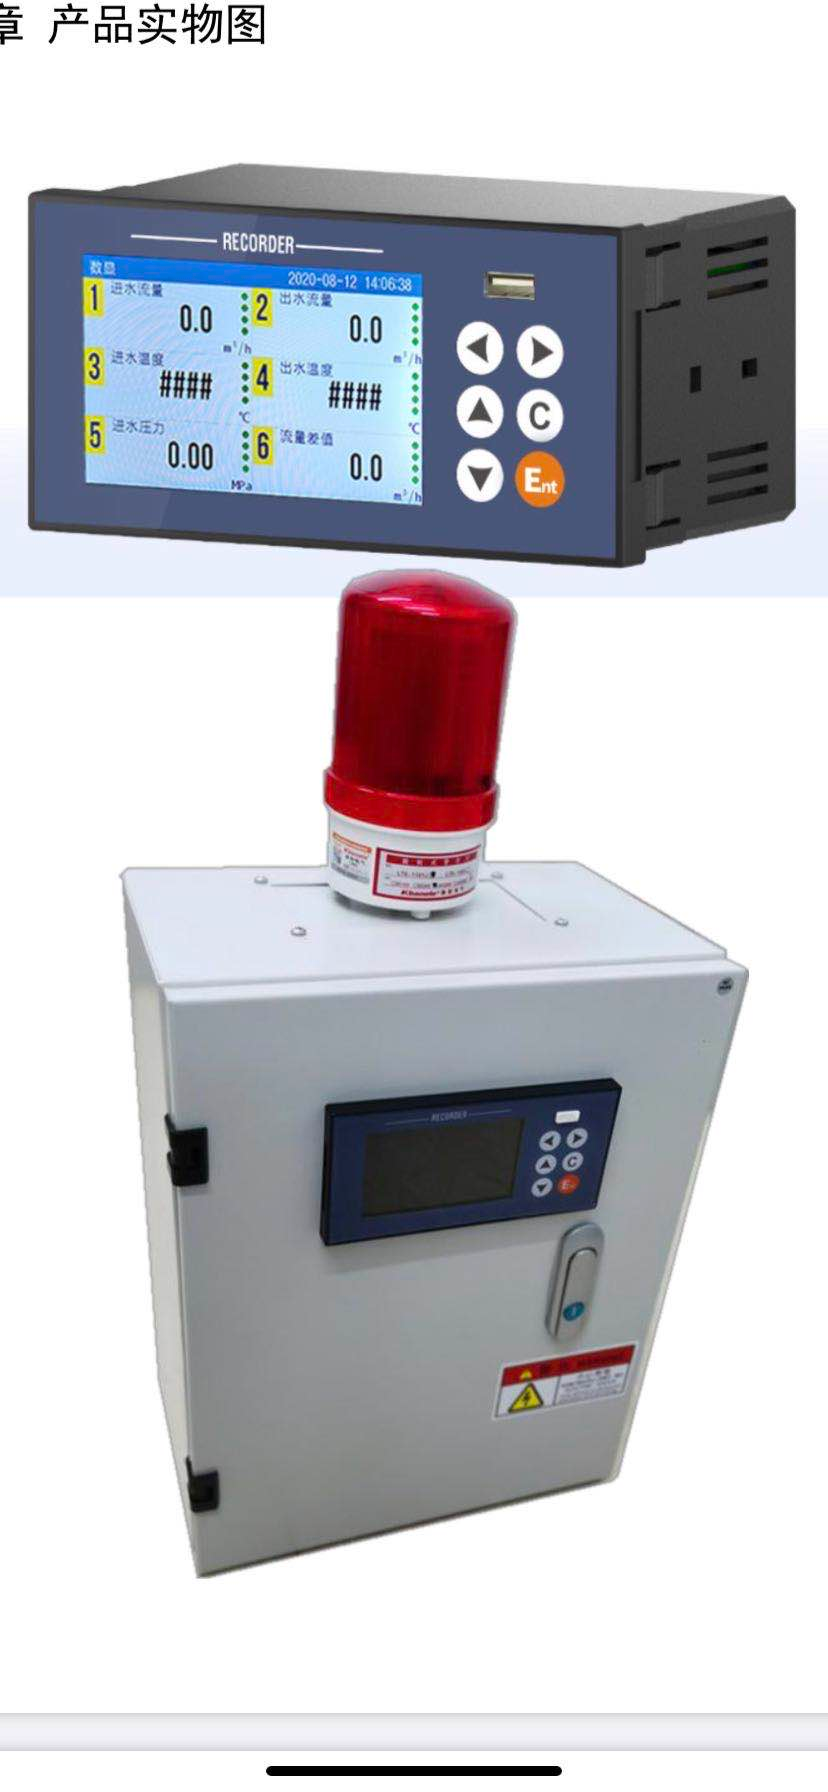 章 产品实物图
RECORDER
数显 2020-08-12 14:06:38
1 进水流量 0.0 m³/h
2 出水流量 0.0 m³/h
3 进水温度 #### ℃
4 出水温度 #### ℃
5 进水压力 0.00 MPa
6 流量差值 0.0 m³/h
C
Ent
RECORDER
C